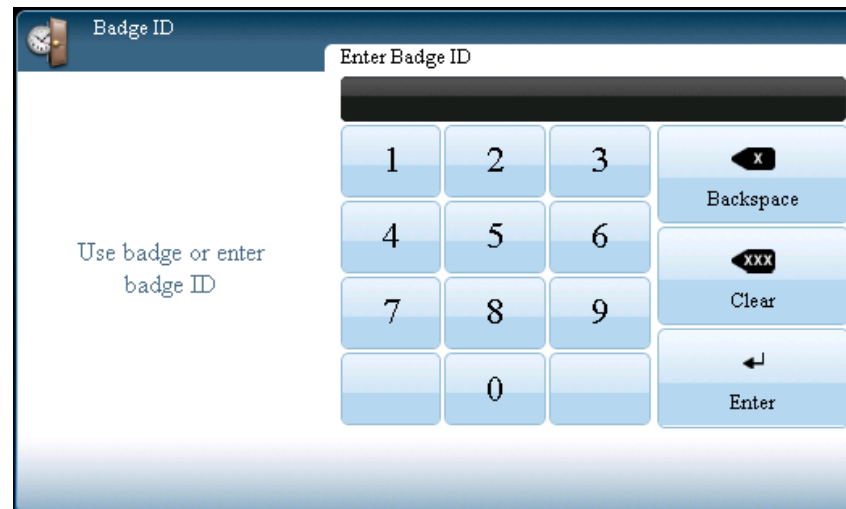 Badge ID
Enter Badge ID
Use badge or enter
badge ID
1 2 3
4 5 6
7 8 9
0
X
Backspace
XXX
Clear
Enter